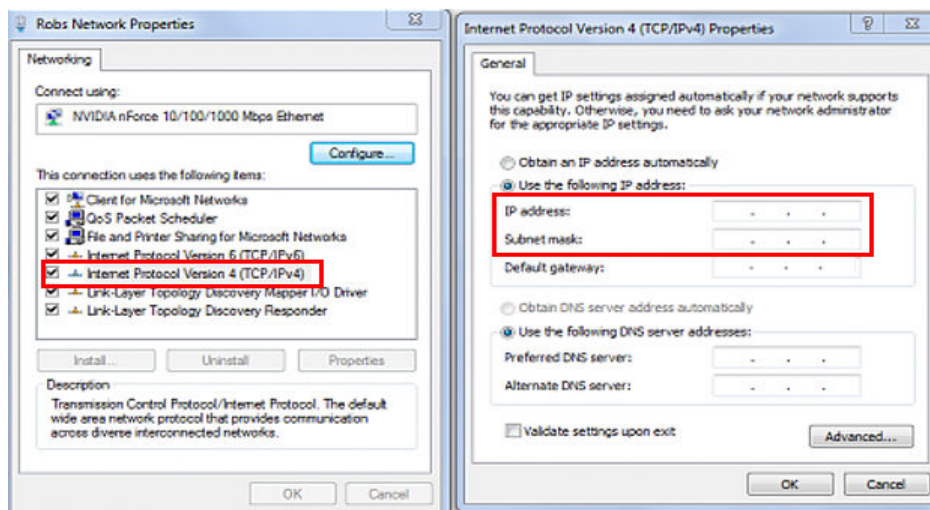 Robs Network Properties
Networking
Connect using:
NVIDIA nForce 10/100/1000 Mbps Ethernet
Configure...
This connection uses the following items:
Client for Microsoft Networks
QoS Packet Scheduler
File and Printer Sharing for Microsoft Networks
Internet Protocol Version 6 (TCP/IPv6)
Internet Protocol Version 4 (TCP/IPv4)
Link-Layer Topology Discovery Mapper I/O Driver
Link-Layer Topology Discovery Responder
Install... Uninstall Properties
Description
Transmission Control Protocol/Internet Protocol. The default
wide area network protocol that provides communication
across diverse interconnected networks.
OK Cancel
Internet Protocol Version 4 (TCP/IPv4) Properties
General
You can get IP settings assigned automatically if your network supports
this capability. Otherwise, you need to ask your network administrator
for the appropriate IP settings.
Obtain an IP address automatically
Use the following IP address:
IP address:
Subnet mask:
Default gateway:
Obtain DNS server address automatically
Use the following DNS server addresses:
Preferred DNS server:
Alternate DNS server:
Validate settings upon exit
Advanced...
OK Cancel